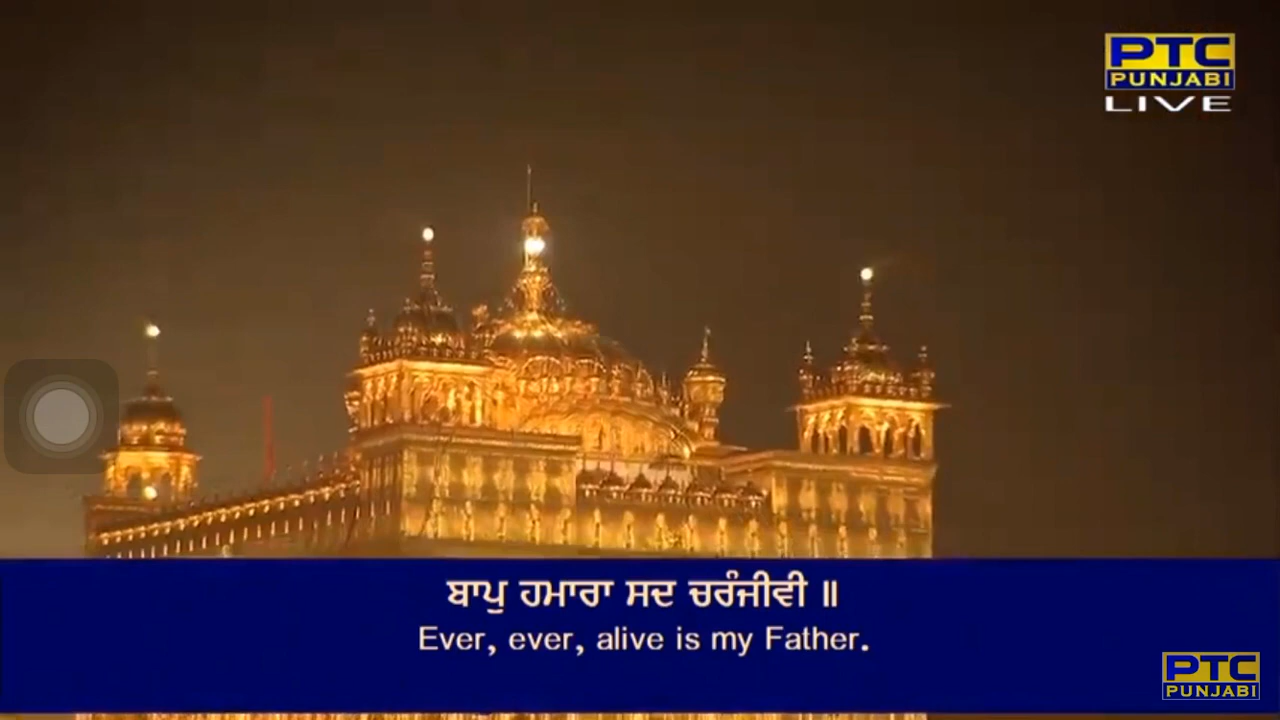 PTC
PUNJABI
LIVE
ਬਾਪੁ ਹਮਾਰਾ ਸਦ ਚਰੰਜੀਵੀ ॥
Ever, ever, alive is my Father.
PTC
PUNJABI